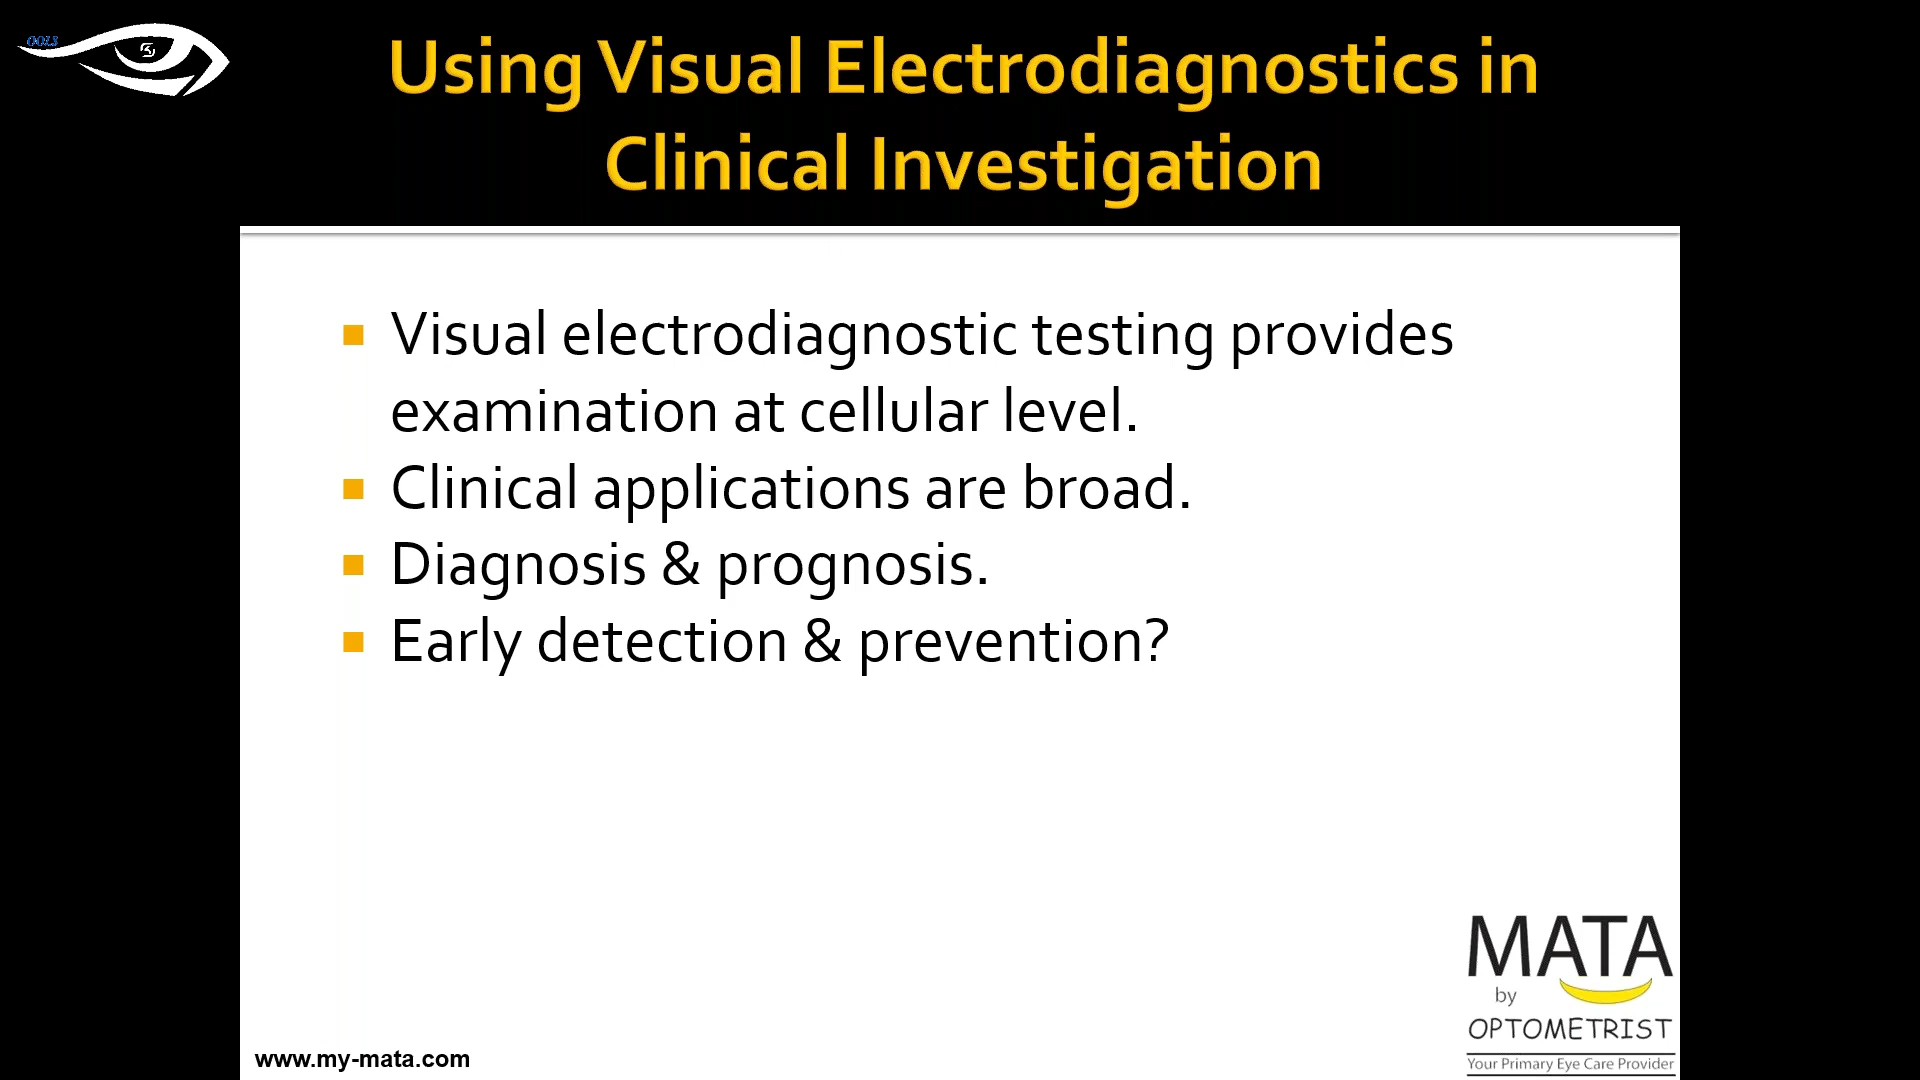 OOLS
Using Visual Electrodiagnostics in
Clinical Investigation
Visual electrodiagnostic testing provides
examination at cellular level.
Clinical applications are broad.
Diagnosis & prognosis.
Early detection & prevention?
MATA
by
OPTOMETRIST
Your Primary Eye Care Provider
www.my-mata.com